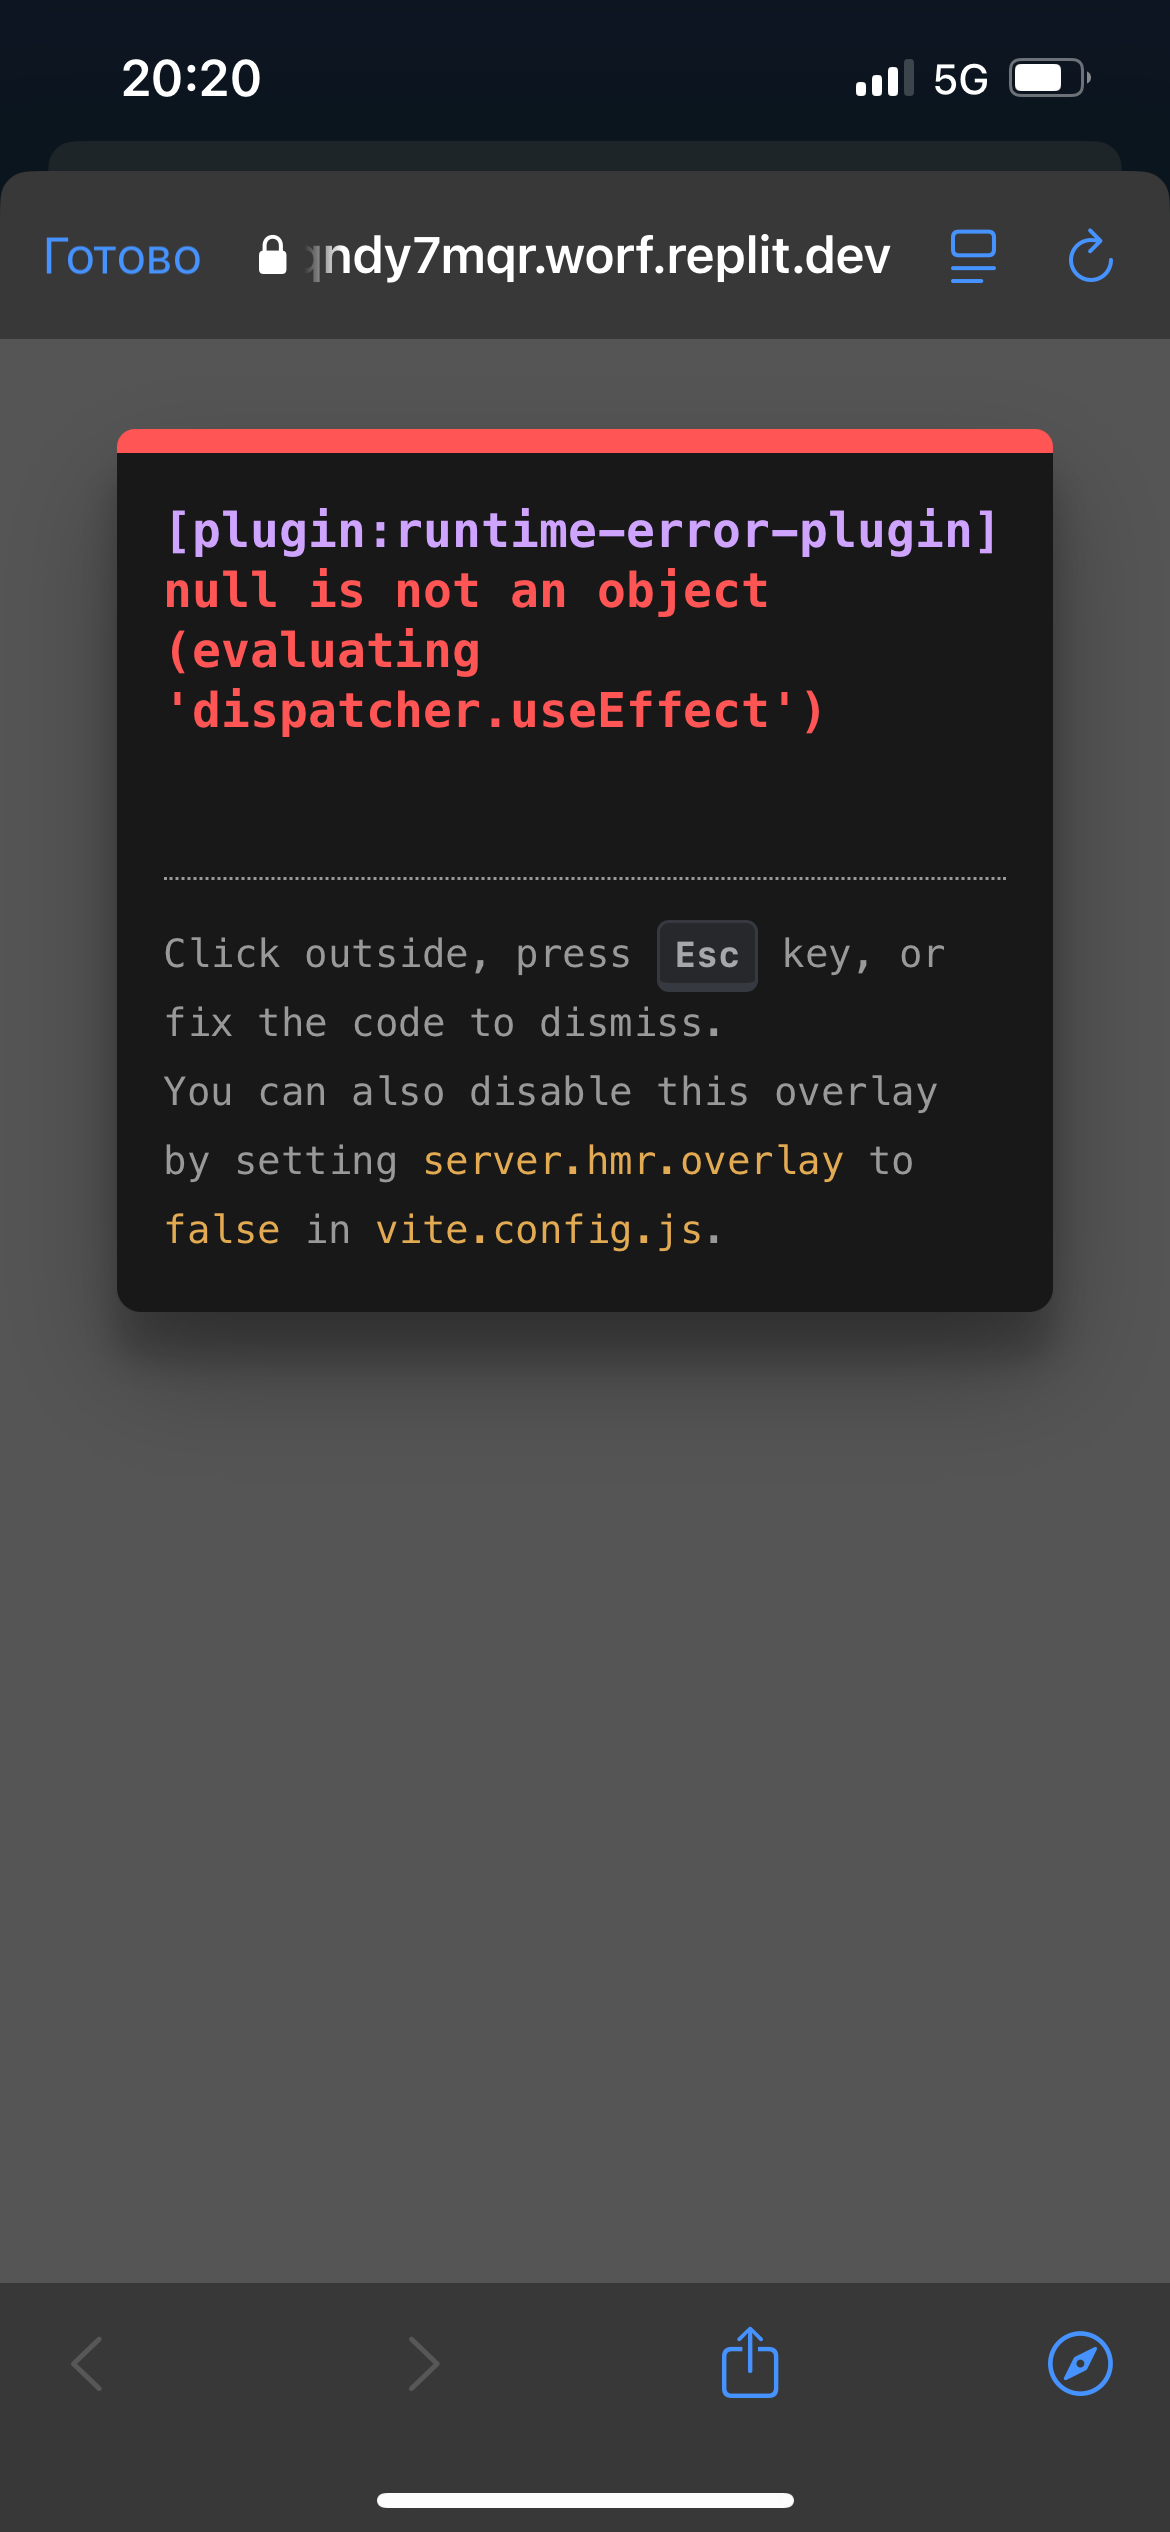 20:20
5G
Готово
qndy7mqr.worf.replit.dev
[plugin:runtime-error-plugin]
null is not an object
(evaluating
'dispatcher.useEffect')
Click outside, press Esc key, or
fix the code to dismiss.
You can also disable this overlay
by setting server.hmr.overlay to
false in vite.config.js.